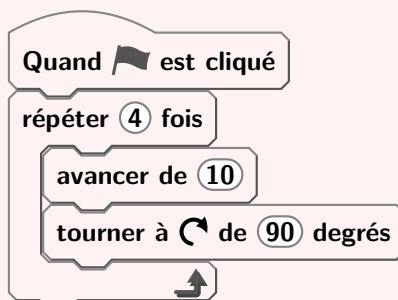 Quand est cliqué
répéter 4 fois
avancer de 10
tourner à de 90 degrés